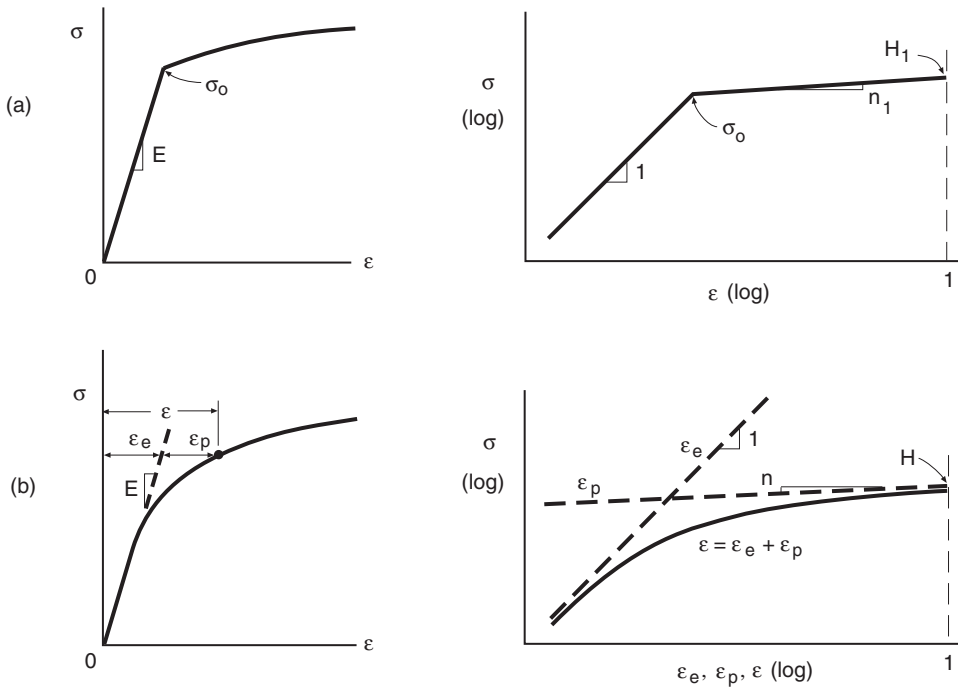 (a)
σ
σo
E
0
ε
σ
(log)
H1
n1
σo
1
ε (log)
1
(b)
σ
ε
εe
εp
E
0
ε
σ
(log)
εe
1
εp
n
H
ε = εe + εp
1
εe, εp, ε (log)